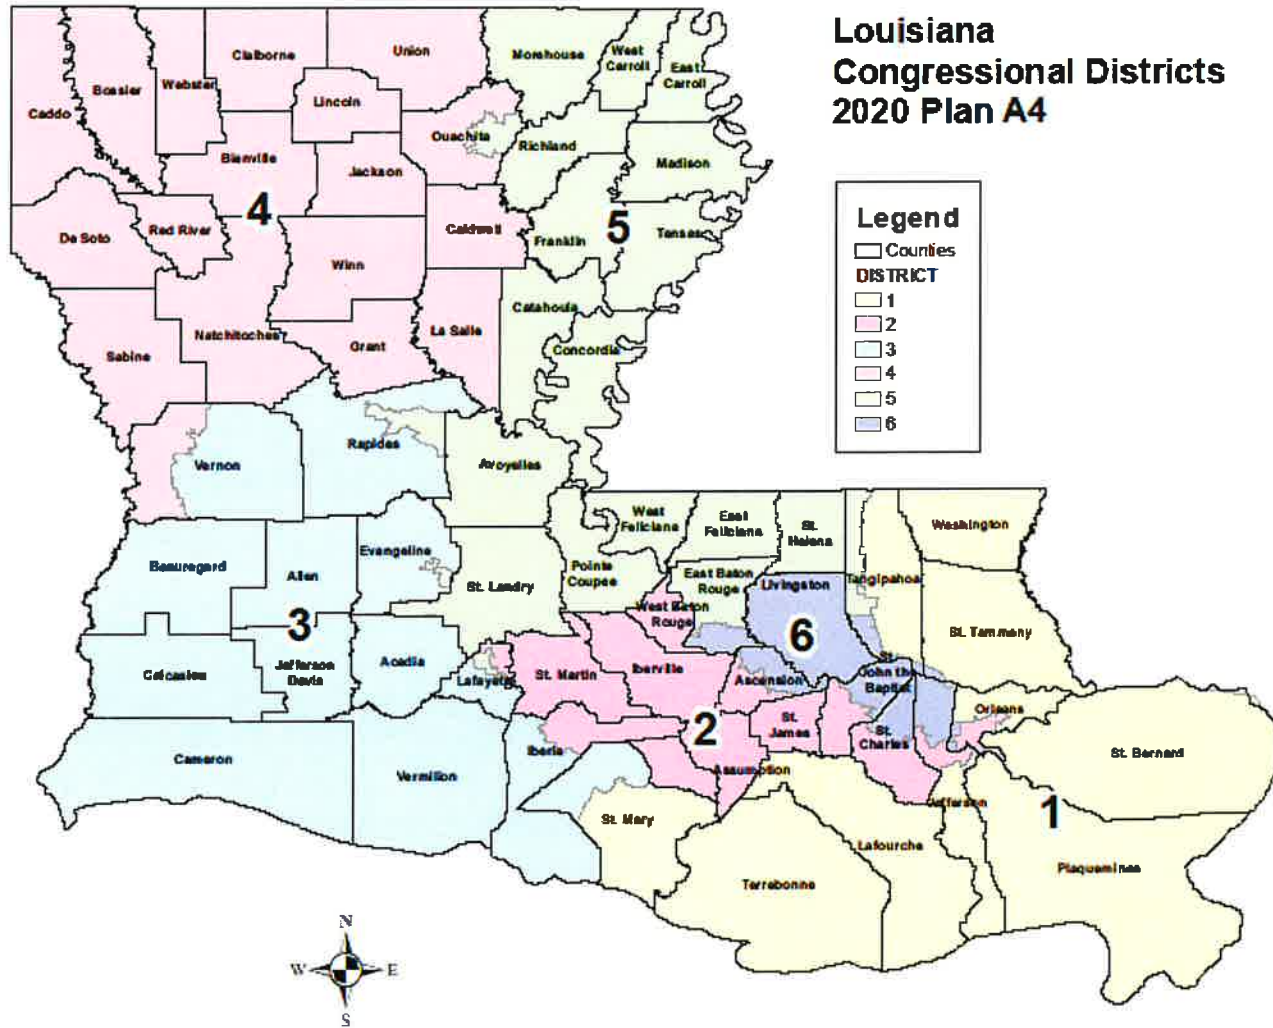 Louisiana
Congressional Districts
2020 Plan A4
Legend
Counties
DISTRICT
1
2
3
4
5
6
Caddo
Bossier
Webster
Claiborne
Union
Lincoln
Morehouse
West
Carroll
East
Carroll
Ouachita
Richland
Madison
Bienville
Jackson
De Soto
Red River
4
Caldwell
Franklin
5
Tensas
Winn
Sabine
Natchitoches
Grant
La Salle
Catahoula
Concordia
Vernon
Rapides
Avoyelles
Beauregard
Allen
Evangeline
St. Landry
Pointe
Coupee
West
Feliciana
East
Feliciana
St.
Helena
Washington
Tangipahoa
East Baton
Rouge
Livingston
West Baton
Rouge
St. Tammany
3
6
Calcasieu
Jefferson
Davis
Acadia
Lafayette
St. Martin
Iberville
Ascension
St.
John the
Baptist
Orleans
St.
James
St.
Charles
2
Cameron
Vermilion
Iberia
Assumption
St. Bernard
St. Mary
Jefferson
1
Lafourche
Terrebonne
Plaquemines
N
W
E
S